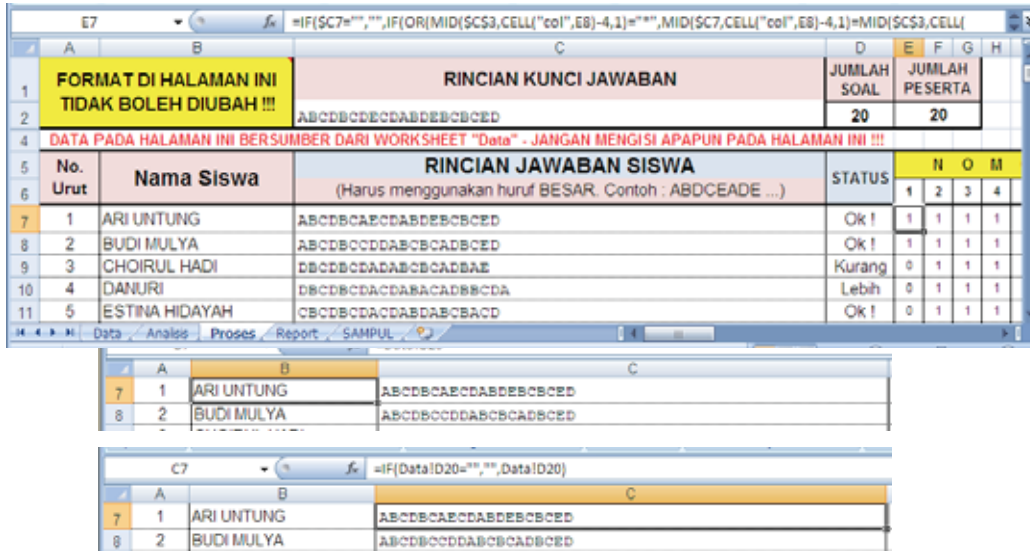 E7 fx =IF($C7="","",IF(OR(MID($C$3,CELL("col",E8)-4,1)="*",MID($C7,CELL("col",E8)-4,1)=MID($C$3,CELL(
A B C D E F G H
1 FORMAT DI HALAMAN INI TIDAK BOLEH DIUBAH !!! RINCIAN KUNCI JAWABAN JUMLAH SOAL JUMLAH PESERTA
2 ABCDBCDECDABDEBCBCED 20 20
4 DATA PADA HALAMAN INI BERSUMBER DARI WORKSHEET "Data" - JANGAN MENGISI APAPUN PADA HALAMAN INI !!!
5 No. Urut Nama Siswa RINCIAN JAWABAN SISWA STATUS N O M
6 (Harus menggunakan huruf BESAR. Contoh : ABDCEADE ...) 1 2 3 4
7 1 ARI UNTUNG ABCDBCAECDABDEBCBCED Ok ! 1 1 1 1
8 2 BUDI MULYA ABCDBCCDDABCBCADBCED Ok ! 1 1 1 1
9 3 CHOIRUL HADI DBCDBCDADABCBCADBAE Kurang 0 1 1 1
10 4 DANURI DBCDBCDACDABACADBBCDA Lebih 0 1 1 1
11 5 ESTINA HIDAYAH CBCDBCDACDABDABCBACD Ok ! 0 1 1 1
Data Analsis Proses Report SAMPUL
A B C
7 1 ARI UNTUNG ABCDBCAECDABDEBCBCED
8 2 BUDI MULYA ABCDBCCDDABCBCADBCED
C7 fx =IF(Data!D20="","",Data!D20)
A B C
7 1 ARI UNTUNG ABCDBCAECDABDEBCBCED
8 2 BUDI MULYA ABCDBCCDDABCBCADBCED